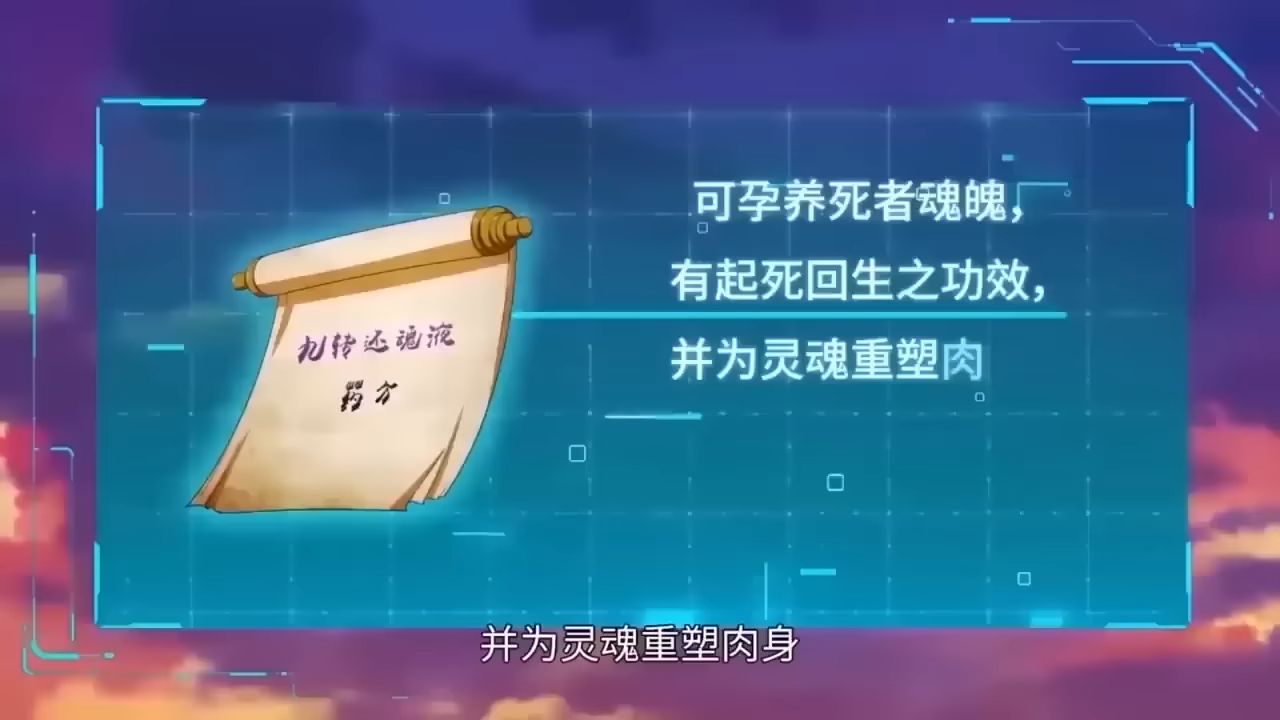 九转还魂液
药方
可孕养死者魂魄，
有起死回生之功效，
并为灵魂重塑肉
并为灵魂重塑肉身